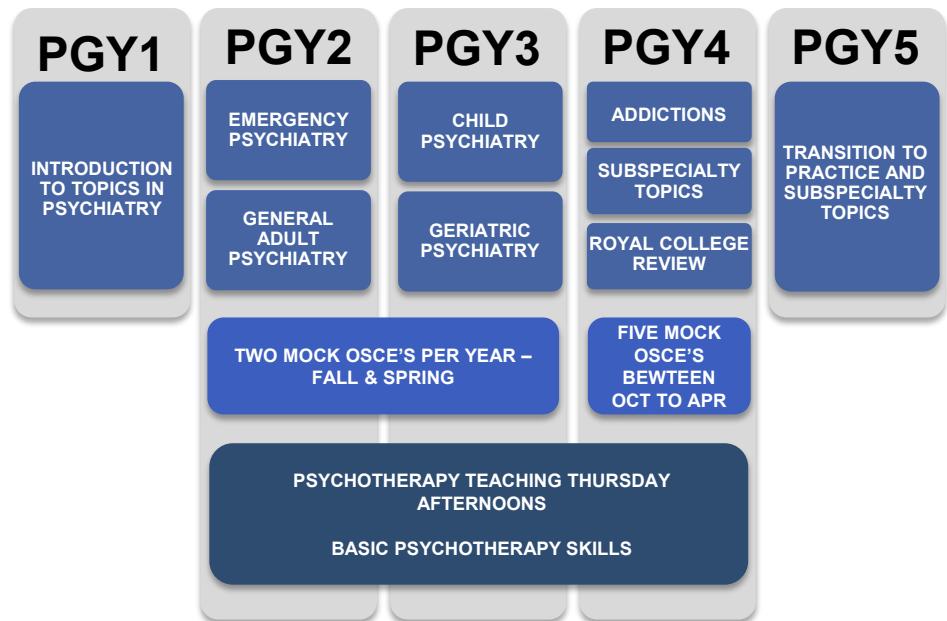 PGY1
PGY2
PGY3
PGY4
PGY5
INTRODUCTION
TO TOPICS IN
PSYCHIATRY
EMERGENCY
PSYCHIATRY
GENERAL
ADULT
PSYCHIATRY
CHILD
PSYCHIATRY
GERIATRIC
PSYCHIATRY
ADDICTIONS
SUBSPECIALTY
TOPICS
ROYAL COLLEGE
REVIEW
TRANSITION TO
PRACTICE AND
SUBSPECIALTY
TOPICS
TWO MOCK OSCE'S PER YEAR –
FALL & SPRING
FIVE MOCK
OSCE'S
BEWTEEN
OCT TO APR
PSYCHOTHERAPY TEACHING THURSDAY
AFTERNOONS
BASIC PSYCHOTHERAPY SKILLS